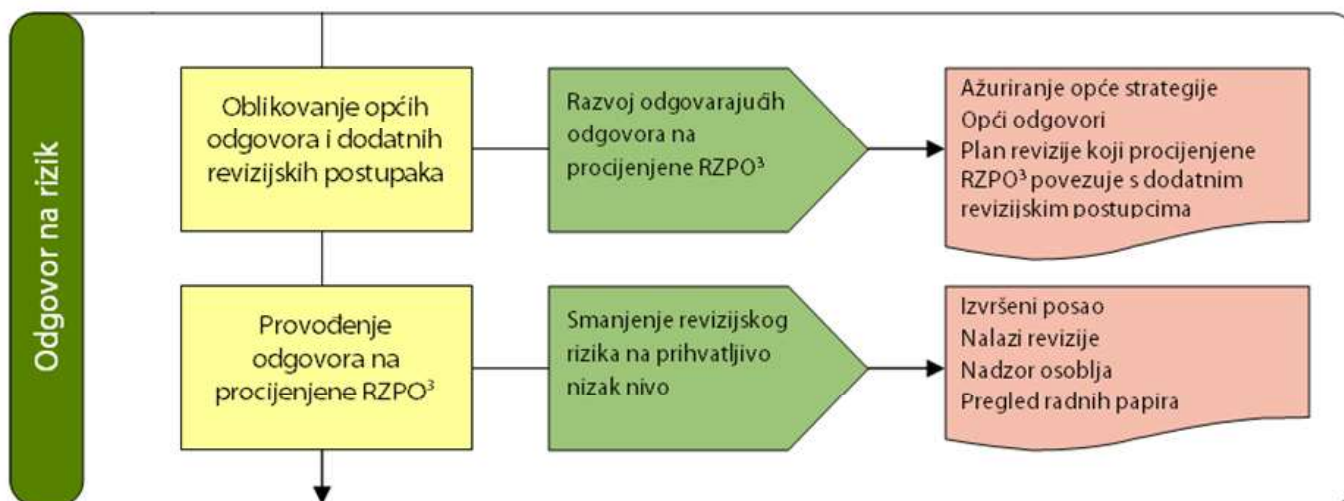 Odgovor na rizik
Oblikovanje općih
odgovora i dodatnih
revizijskih postupaka
Razvoj odgovarajućih
odgovora na
procijenjene RZPO³
Ažuriranje opće strategije
Opći odgovori
Plan revizije koji procijenjene
RZPO³ povezuje s dodatnim
revizijskim postupcima
Provođenje
odgovora na
procijenjene RZPO³
Smanjenje revizijskog
rizika na prihvatljivo
nizak nivo
Izvršeni posao
Nalazi revizije
Nadzor osoblja
Pregled radnih papira